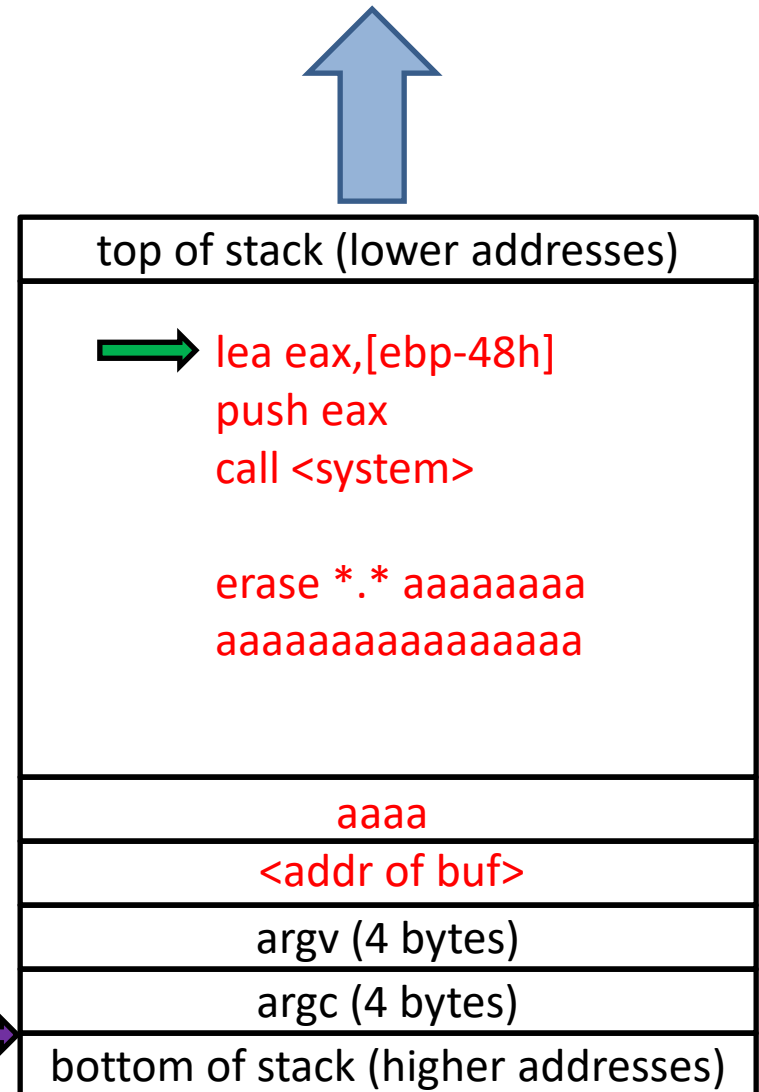 top of stack (lower addresses)
lea eax,[ebp-48h]
push eax
call <system>
erase *.* aaaaaaaa
aaaaaaaaaaaaaaaa
aaaa
<addr of buf>
argv (4 bytes)
argc (4 bytes)
bottom of stack (higher addresses)